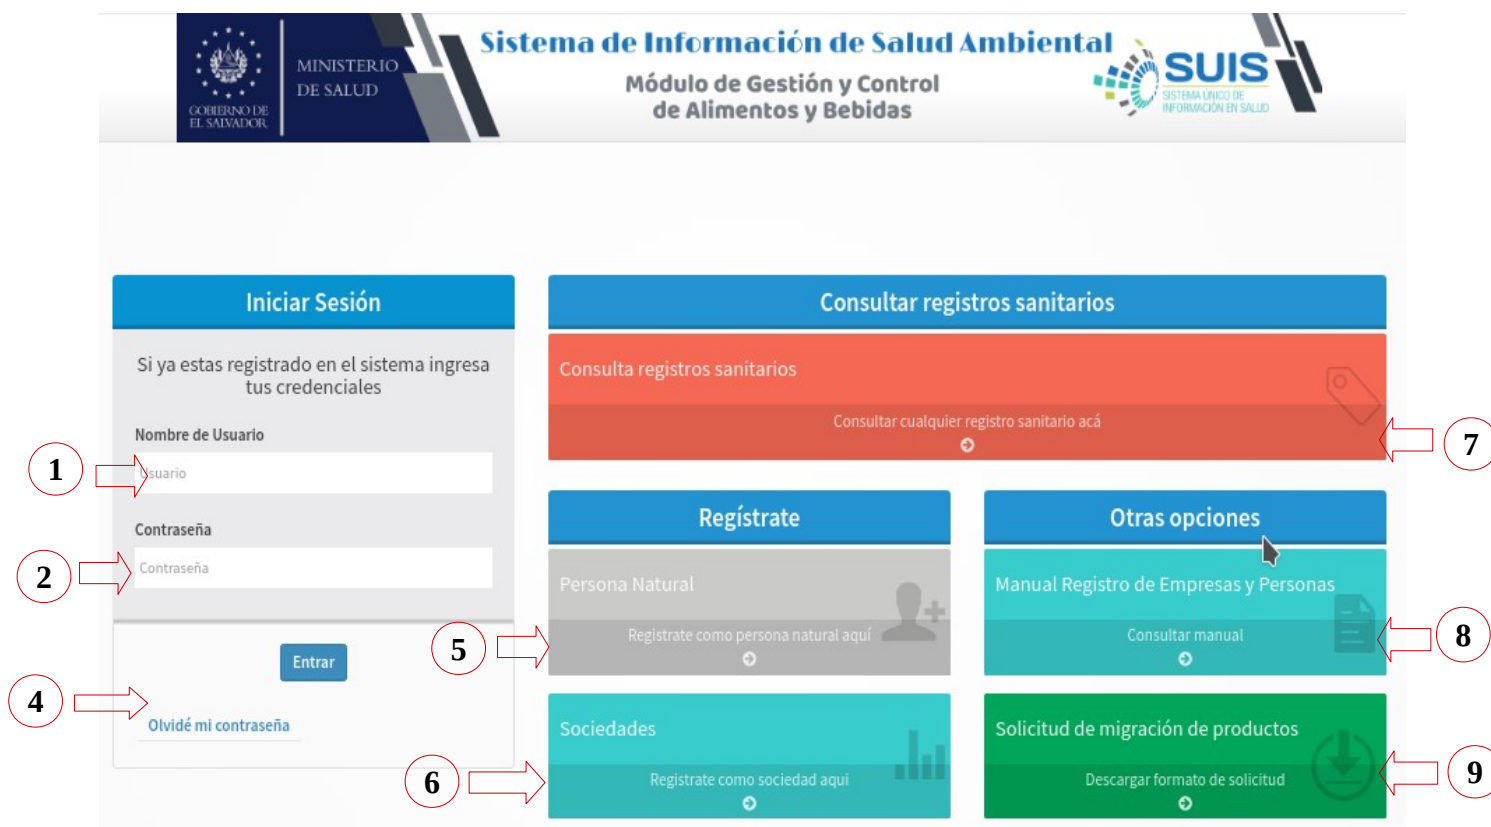 GOBIERNO DE
EL SALVADOR
MINISTERIO
DE SALUD
Sistema de Información de Salud Ambiental
Módulo de Gestión y Control
de Alimentos y Bebidas
SUIS
SISTEMA ÚNICO DE
INFORMACIÓN EN SALUD
Iniciar Sesión
Si ya estas registrado en el sistema ingresa
tus credenciales
Nombre de Usuario
1
Usuario
Contraseña
2
Contraseña
Entrar
4
Olvidé mi contraseña
Consultar registros sanitarios
Consulta registros sanitarios
Consultar cualquier registro sanitario acá
7
Regístrate
Persona Natural
5
Registrate como persona natural aquí
Sociedades
6
Registrate como sociedad aqui
Otras opciones
Manual Registro de Empresas y Personas
Consultar manual
8
Solicitud de migración de productos
Descargar formato de solicitud
9